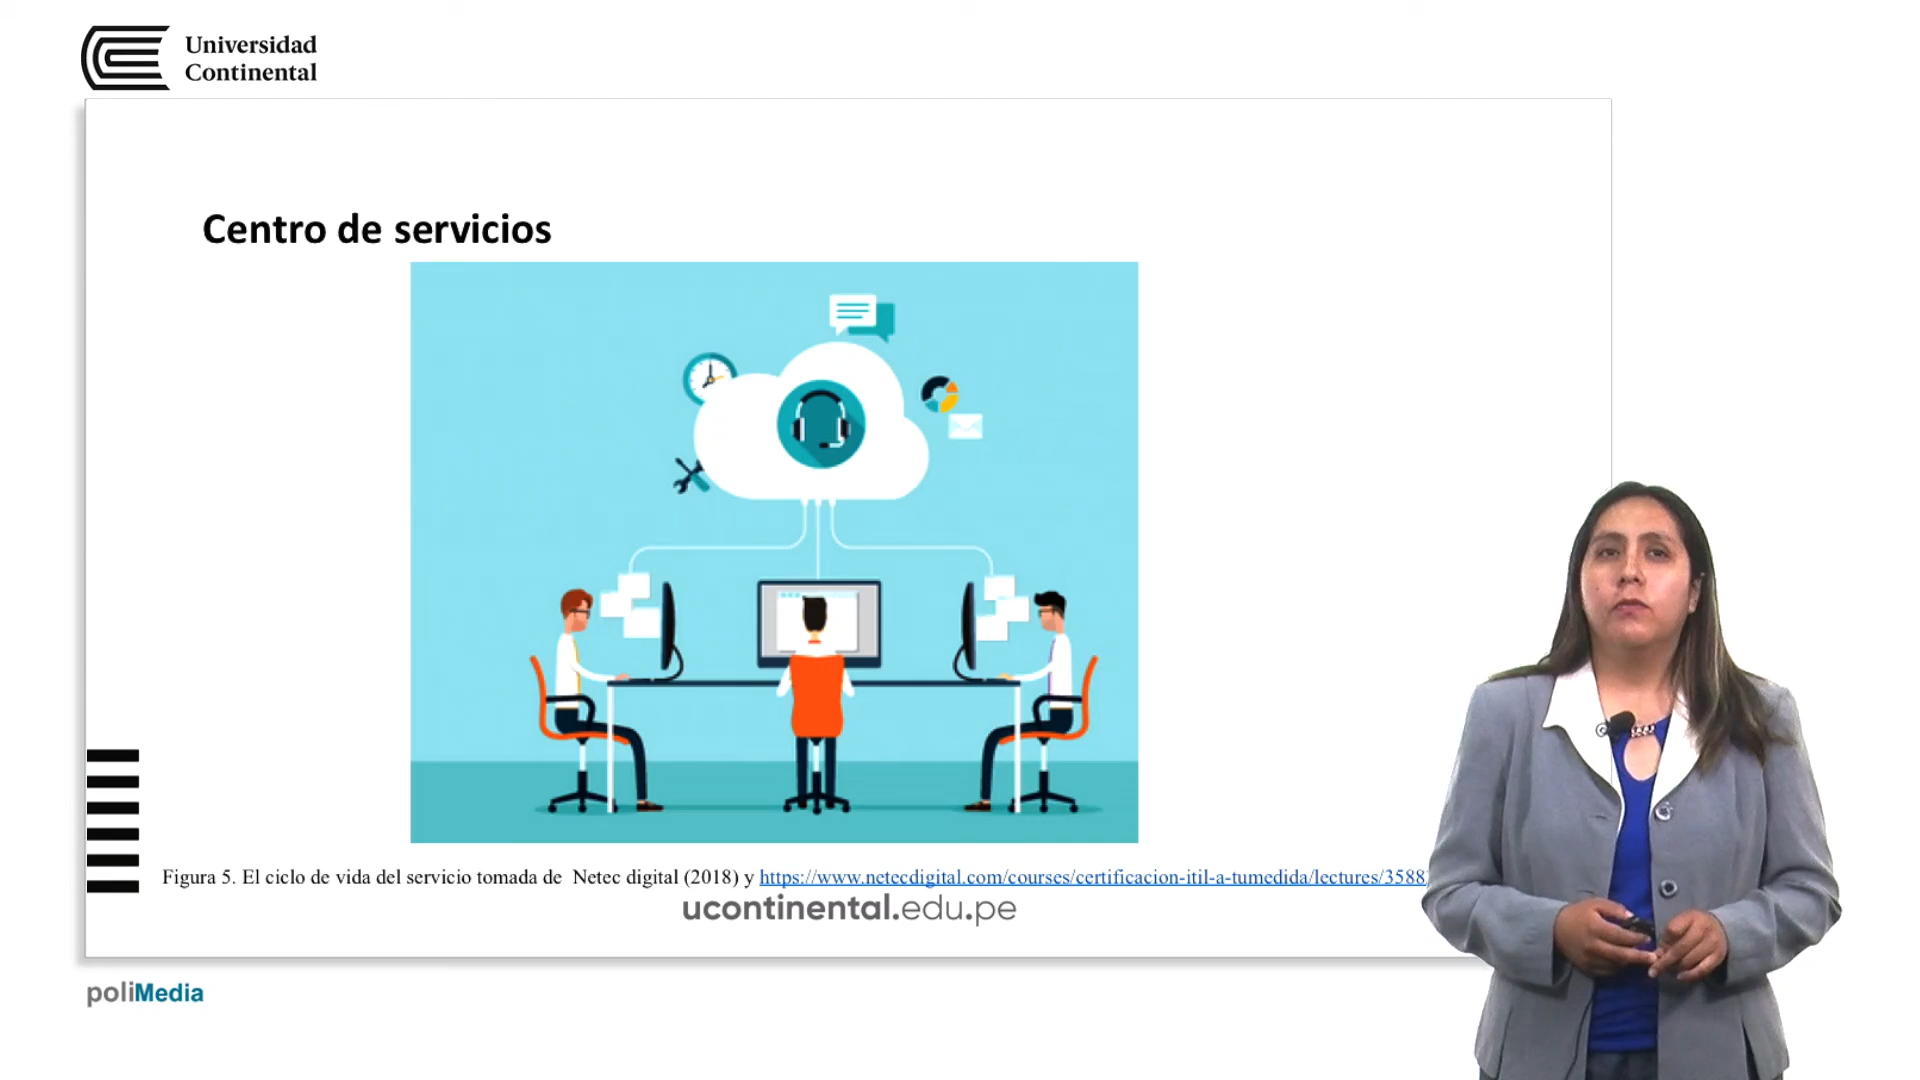 Universidad
Continental
Centro de servicios
Figura 5. El ciclo de vida del servicio tomada de Netec digital (2018) y https://www.netecdigital.com/courses/certificacion-itil-a-tumedida/lectures/3588
ucontinental.edu.pe
poliMedia